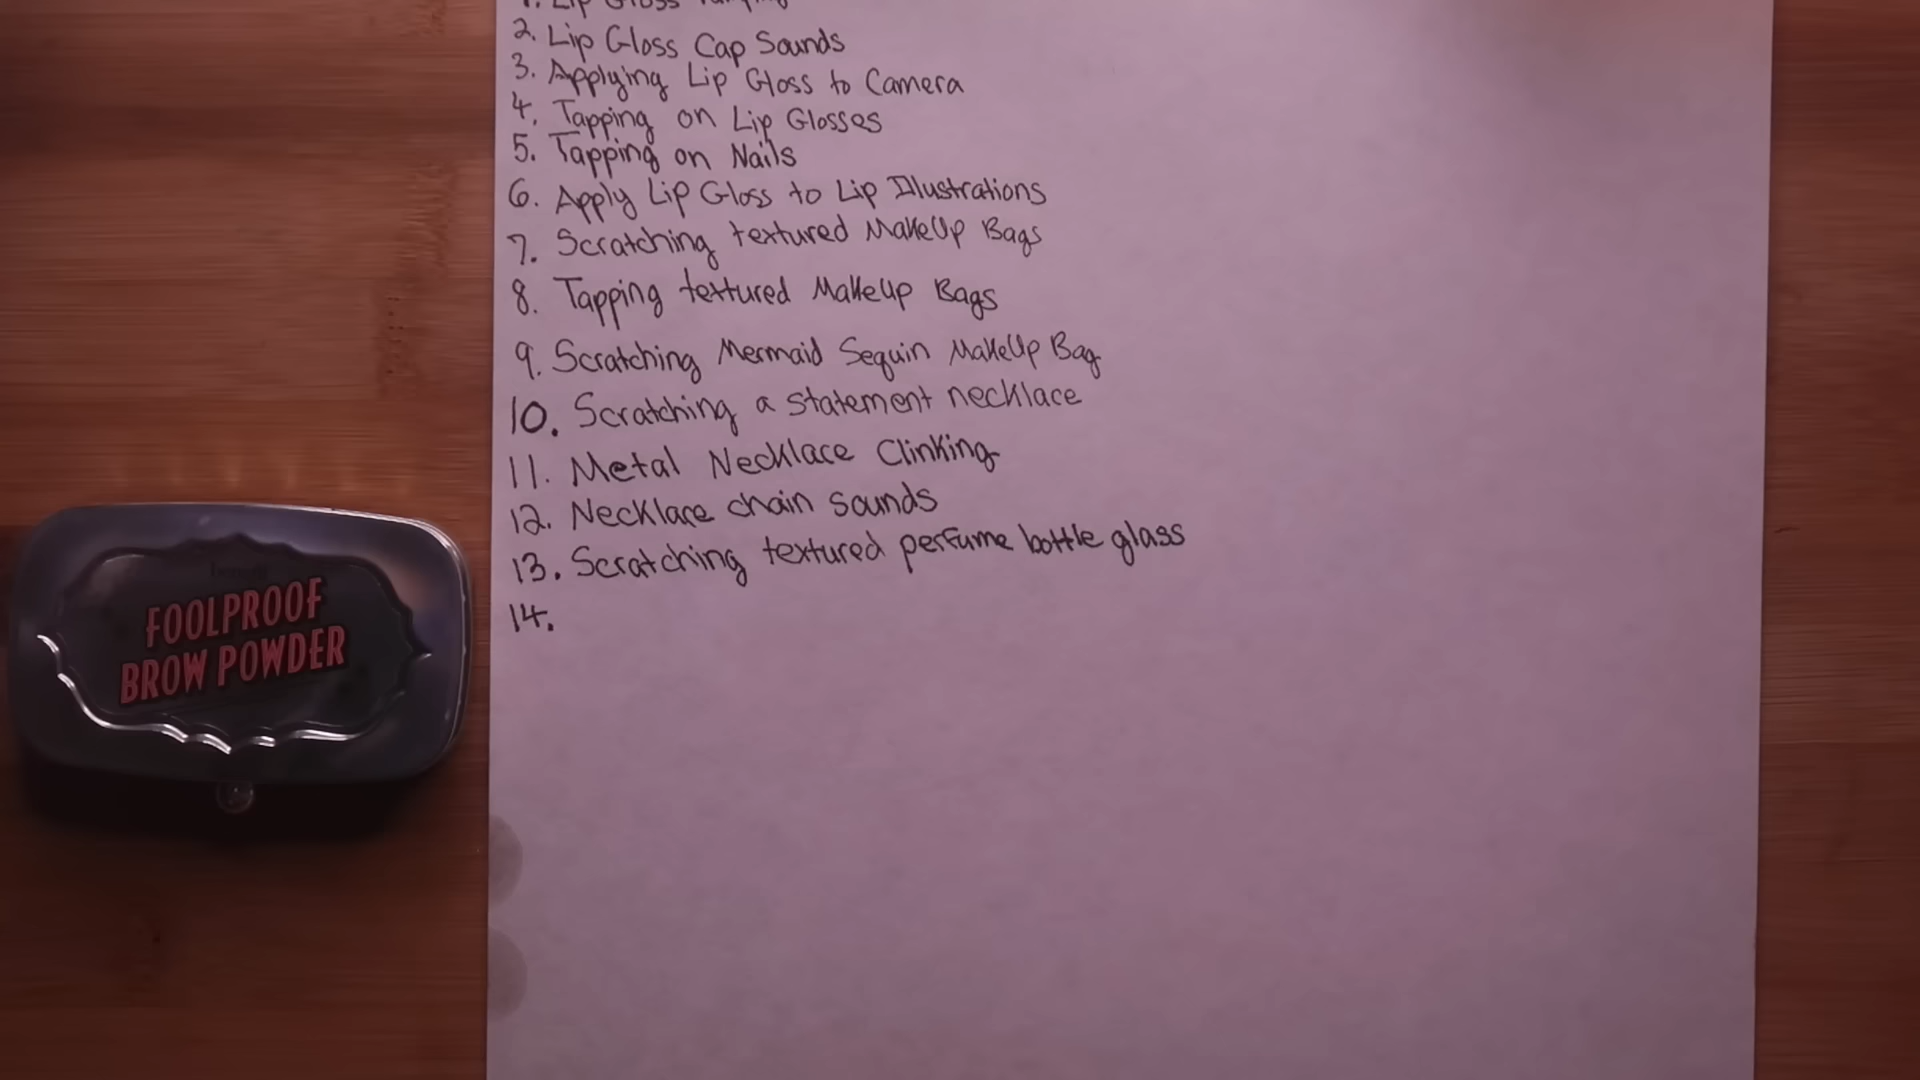 1. Lip Gloss
2. Lip Gloss Cap Sounds
3. Applying Lip Gloss to Camera
4. Tapping on Lip Glosses
5. Tapping on Nails
6. Apply Lip Gloss to Lip Illustrations
7. Scratching textured MakeUp Bags
8. Tapping textured MakeUp Bags
9. Scratching Mermaid Sequin MakeUp Bag
10. Scratching a statement necklace
11. Metal Necklace Clinking
12. Necklace chain sounds
13. Scratching textured perfume bottle glass
14.
FOOLPROOF
BROW POWDER